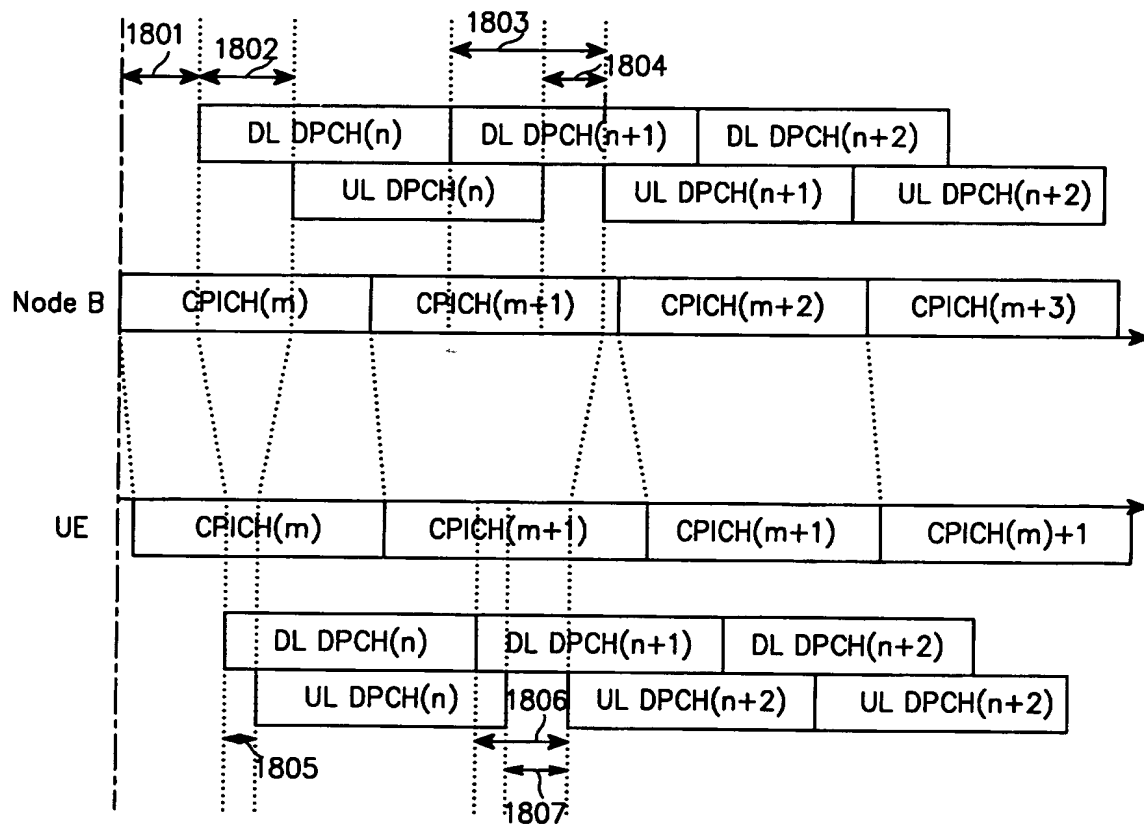 1801
1802
1803
1804
DL DPCH(n)
DL DPCH(n+1)
DL DPCH(n+2)
UL DPCH(n)
UL DPCH(n+1)
UL DPCH(n+2)
Node B
CPICH(m)
CPICH(m+1)
CPICH(m+2)
CPICH(m+3)
UE
CPICH(m)
CPICH(m+1)
CPICH(m+1)
CPICH(m)+1
DL DPCH(n)
DL DPCH(n+1)
DL DPCH(n+2)
UL DPCH(n)
1806
UL DPCH(n+2)
UL DPCH(n+2)
1805
1807